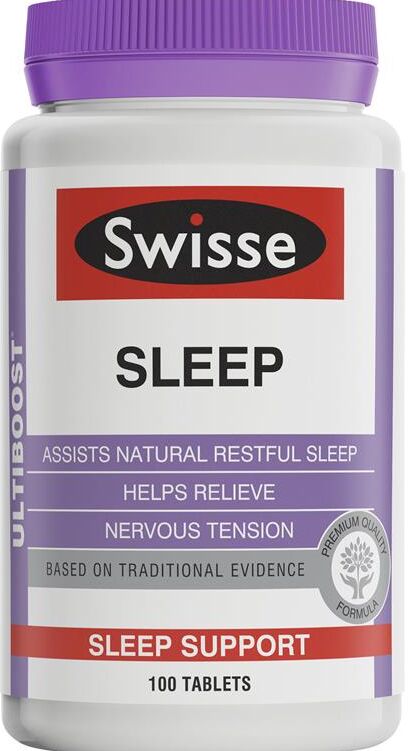 Swisse
SLEEP
ULTIBOOST
ASSISTS NATURAL RESTFUL SLEEP
HELPS RELIEVE
NERVOUS TENSION
BASED ON TRADITIONAL EVIDENCE
PREMIUM QUALITY
FORMULA
SLEEP SUPPORT
100 TABLETS